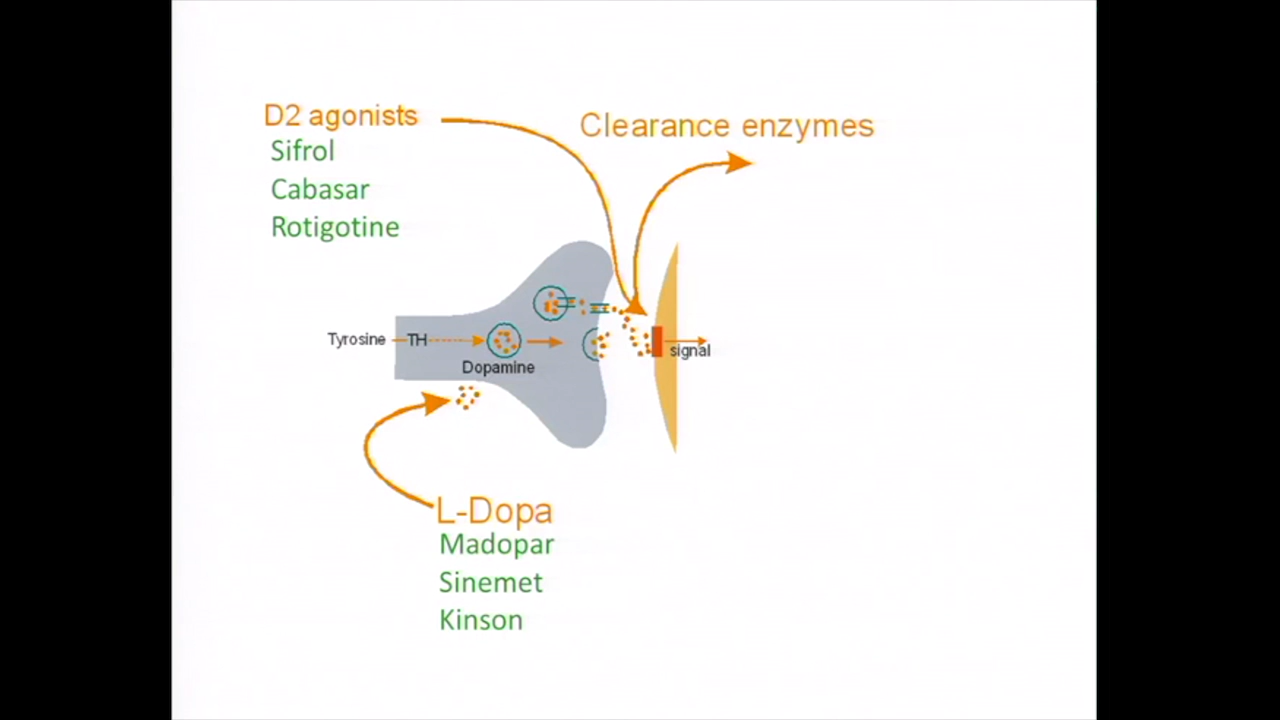 D2 agonists
Sifrol
Cabasar
Rotigotine
Clearance enzymes
Tyrosine
TH
Dopamine
signal
L-Dopa
Madopar
Sinemet
Kinson